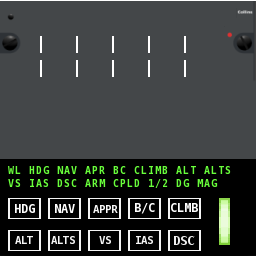 Collins
WL HDG NAV APR BC CLIMB ALT ALTS
VS IAS DSC ARM CPLD 1/2 DG MAG
HDG NAV APPR B/C CLMB
ALT ALTS VS IAS DSC